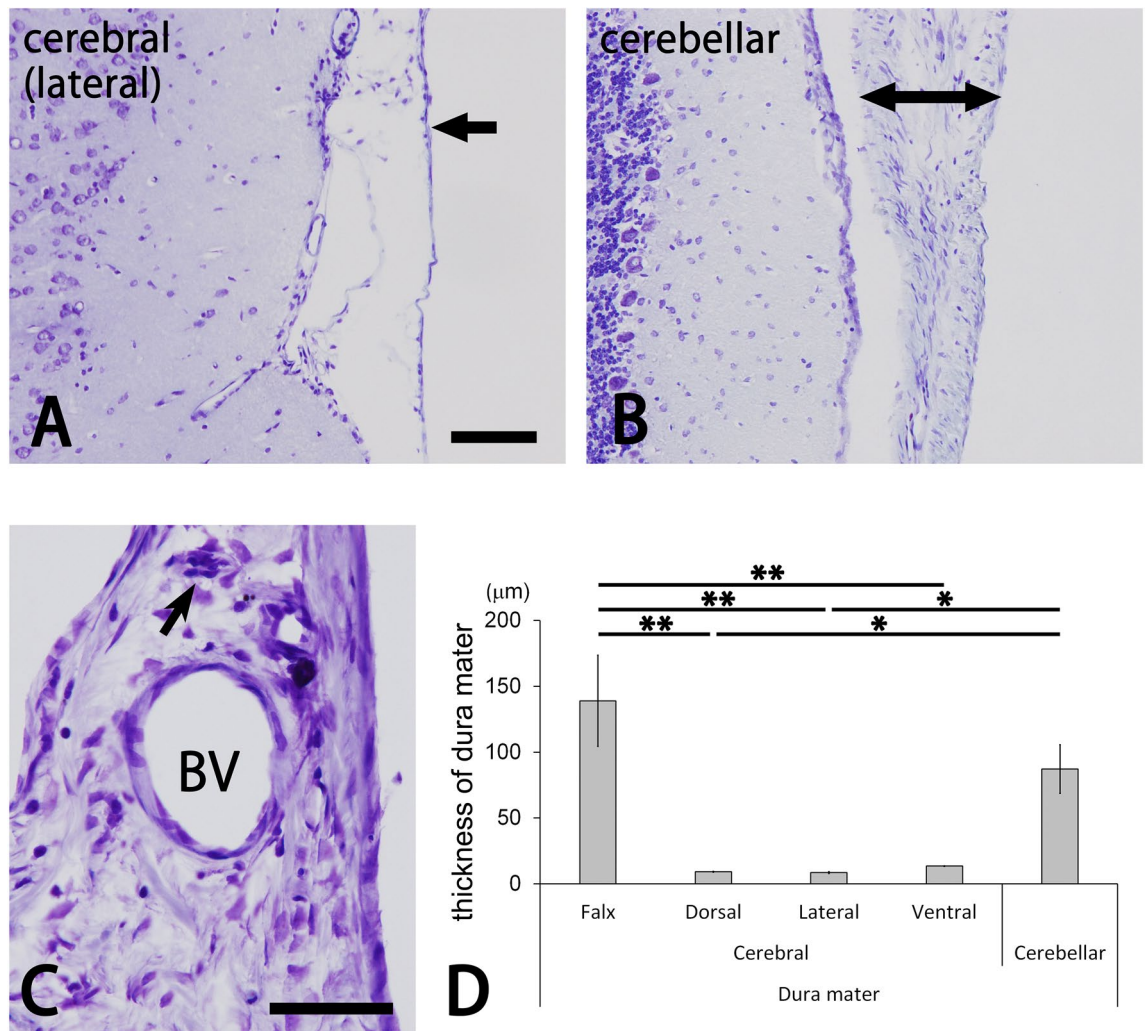 cerebral
(lateral)
A
cerebellar
B
BV
C
(μm)
200
150
100
50
0
thickness of dura mater
**
**
*
**
*
Falx
Dorsal
Lateral
Ventral
Cerebral
Cerebellar
Dura mater
D